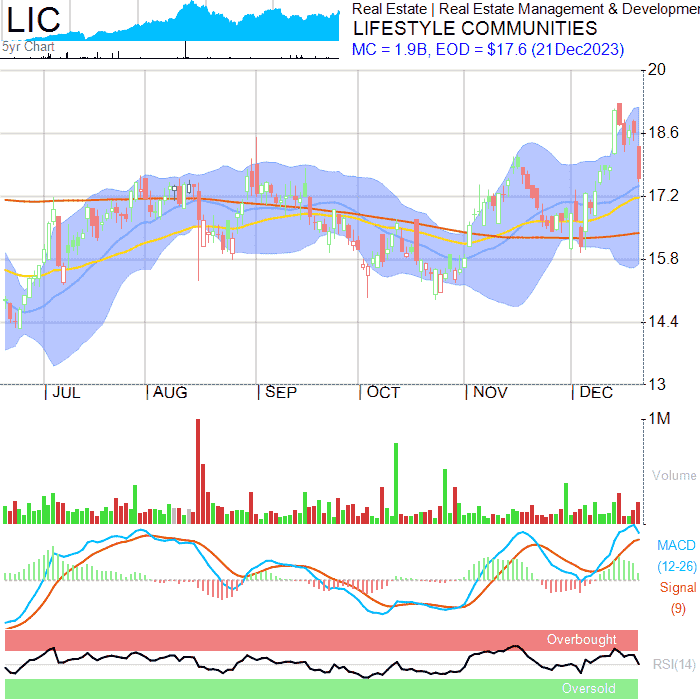 LIC
5yr Chart
Real Estate | Real Estate Management & Developmen
LIFESTYLE COMMUNITIES
MC = 1.9B, EOD = $17.6 (21Dec2023)
20
18.6
17.2
15.8
14.4
13
| JUL | AUG | SEP | OCT | NOV | DEC
1M
Volume
MACD
(12-26)
Signal
(9)
Overbought
RSI(14)
Oversold